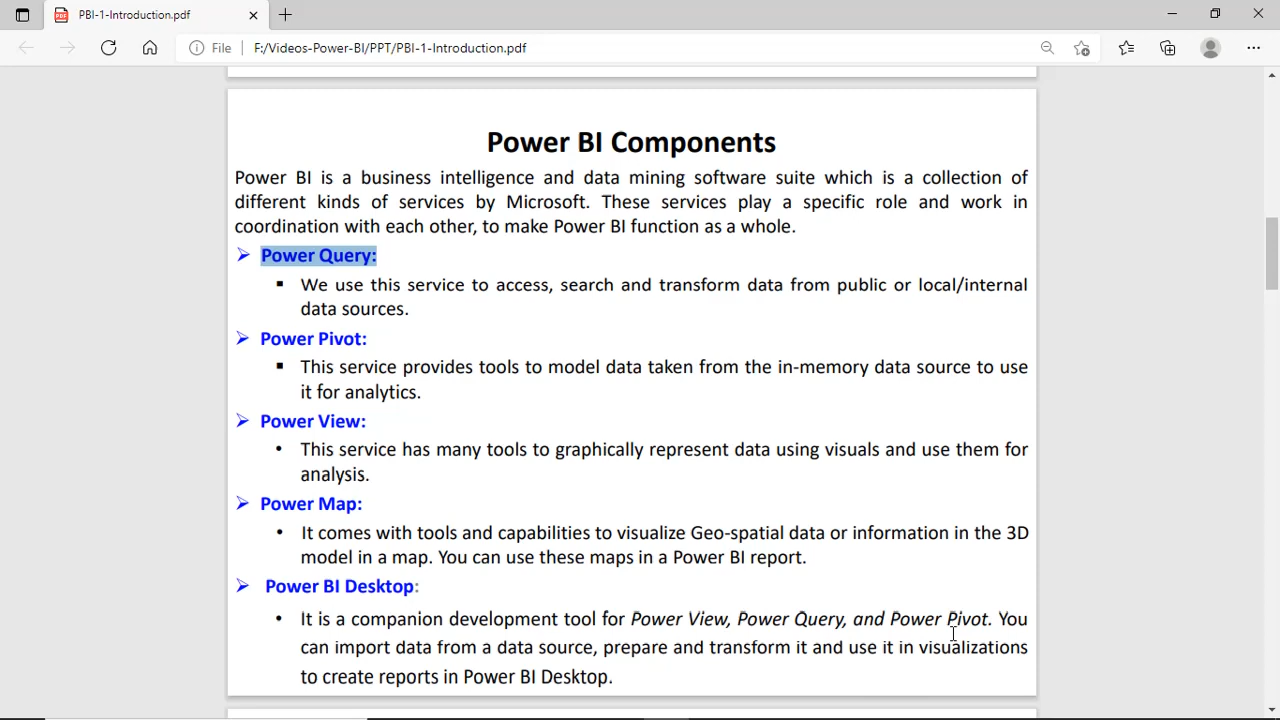 PBI-1-Introduction.pdf
File F:/Videos-Power-BI/PPT/PBI-1-Introduction.pdf
Power BI Components
Power BI is a business intelligence and data mining software suite which is a collection of
different kinds of services by Microsoft. These services play a specific role and work in
coordination with each other, to make Power BI function as a whole.
➢ Power Query:
▪ We use this service to access, search and transform data from public or local/internal
data sources.
➢ Power Pivot:
▪ This service provides tools to model data taken from the in-memory data source to use
it for analytics.
➢ Power View:
• This service has many tools to graphically represent data using visuals and use them for
analysis.
➢ Power Map:
• It comes with tools and capabilities to visualize Geo-spatial data or information in the 3D
model in a map. You can use these maps in a Power BI report.
➢ Power BI Desktop:
• It is a companion development tool for Power View, Power Query, and Power Pivot. You
can import data from a data source, prepare and transform it and use it in visualizations
to create reports in Power BI Desktop.